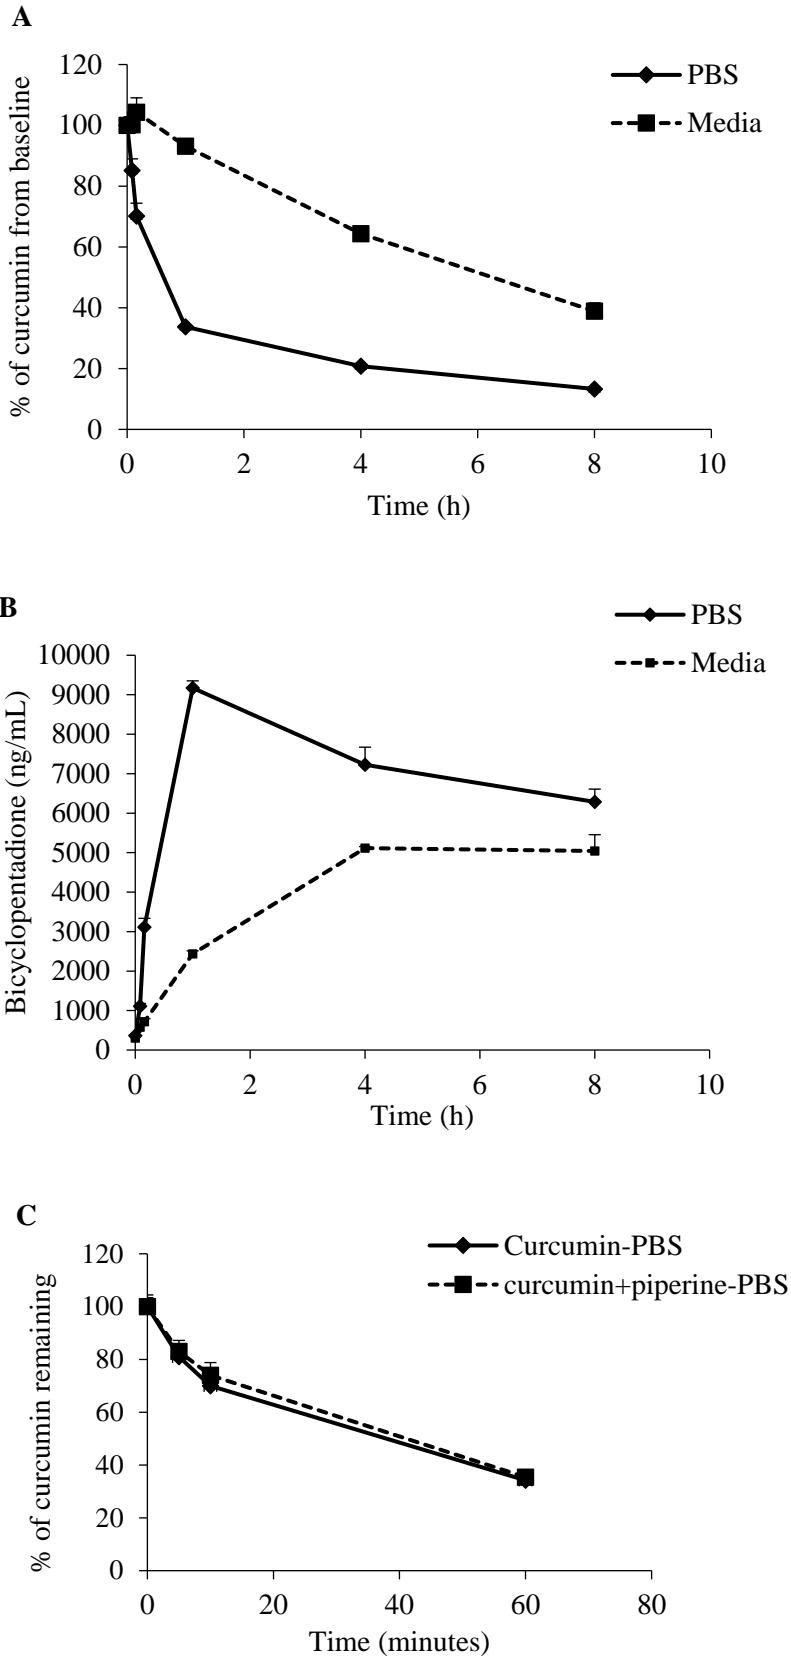 A
PBS
Media
% of curcumin from baseline
120
100
80
60
40
20
0
0 2 4 6 8 10
Time (h)
B
PBS
Media
Bicyclopentadione (ng/mL)
10000
9000
8000
7000
6000
5000
4000
3000
2000
1000
0
0 2 4 6 8 10
Time (h)
C
Curcumin-PBS
curcumin+piperine-PBS
% of curcumin remaining
120
100
80
60
40
20
0
0 20 40 60 80
Time (minutes)